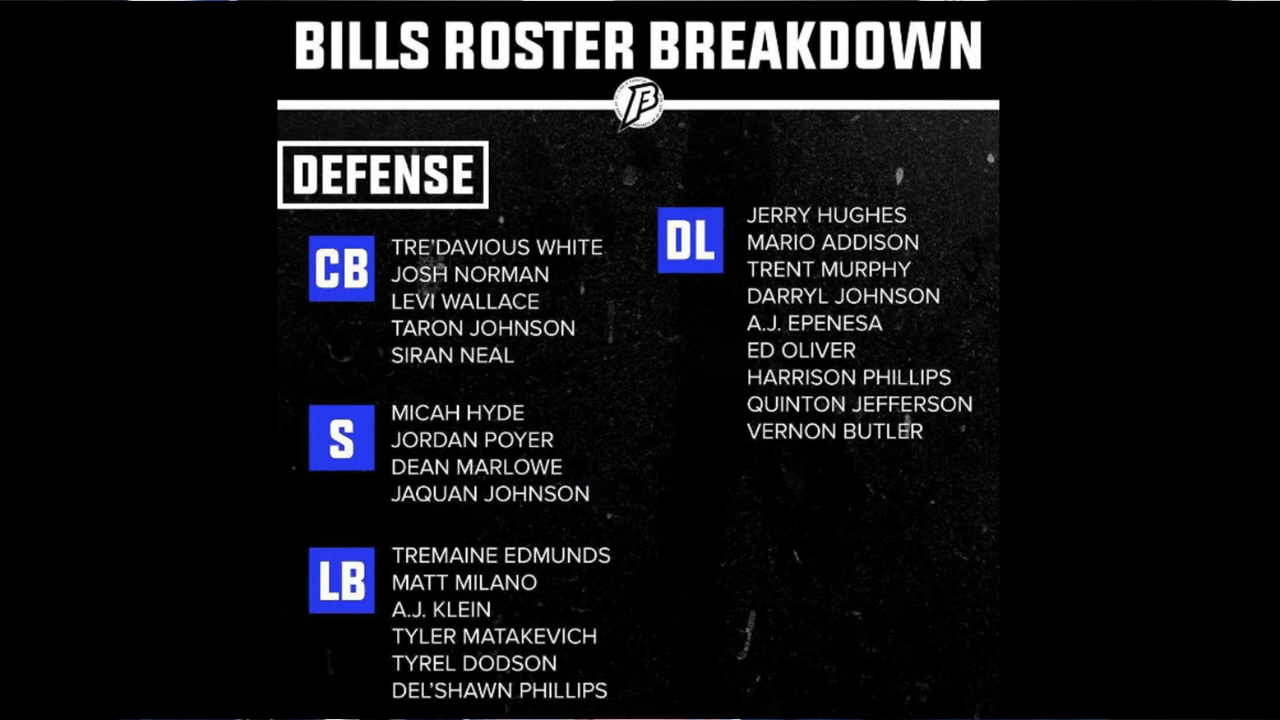 BILLS ROSTER BREAKDOWN
DEFENSE
CB
TRE'DAVIOUS WHITE
JOSH NORMAN
LEVI WALLACE
TARON JOHNSON
SIRAN NEAL
S
MICAH HYDE
JORDAN POYER
DEAN MARLOWE
JAQUAN JOHNSON
LB
TREMAINE EDMUNDS
MATT MILANO
A.J. KLEIN
TYLER MATAKEVICH
TYREL DODSON
DEL'SHAWN PHILLIPS
DL
JERRY HUGHES
MARIO ADDISON
TRENT MURPHY
DARRYL JOHNSON
A.J. EPENESA
ED OLIVER
HARRISON PHILLIPS
QUINTON JEFFERSON
VERNON BUTLER